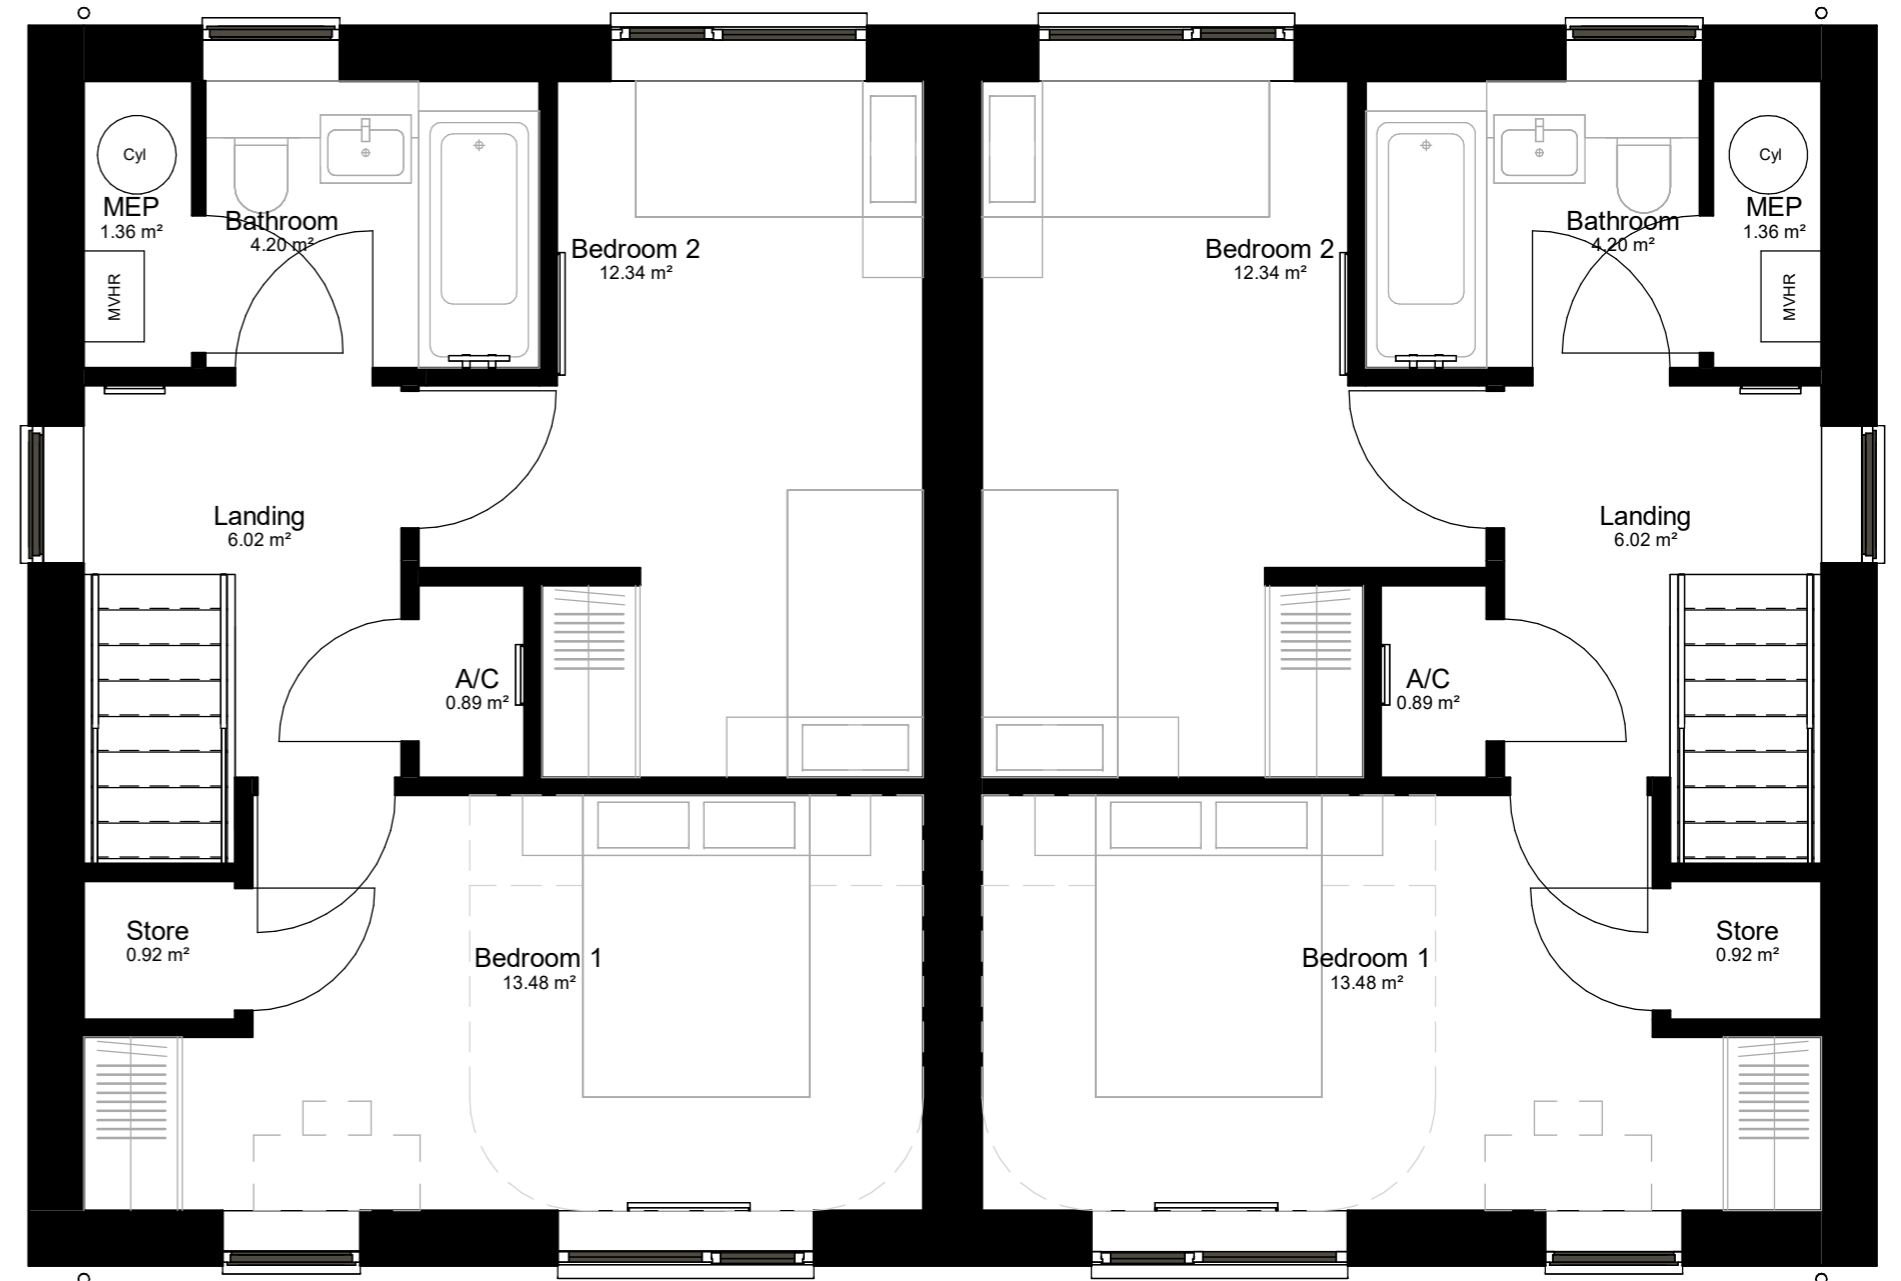 Cyl
MEP
1.36 m²
MVHR
Bathroom
4.20 m²
Bedroom 2
12.34 m²
Bedroom 2
12.34 m²
Bathroom
4.20 m²
Cyl
MEP
1.36 m²
MVHR
Landing
6.02 m²
Landing
6.02 m²
A/C
0.89 m²
A/C
0.89 m²
Store
0.92 m²
Bedroom 1
13.48 m²
Bedroom 1
13.48 m²
Store
0.92 m²